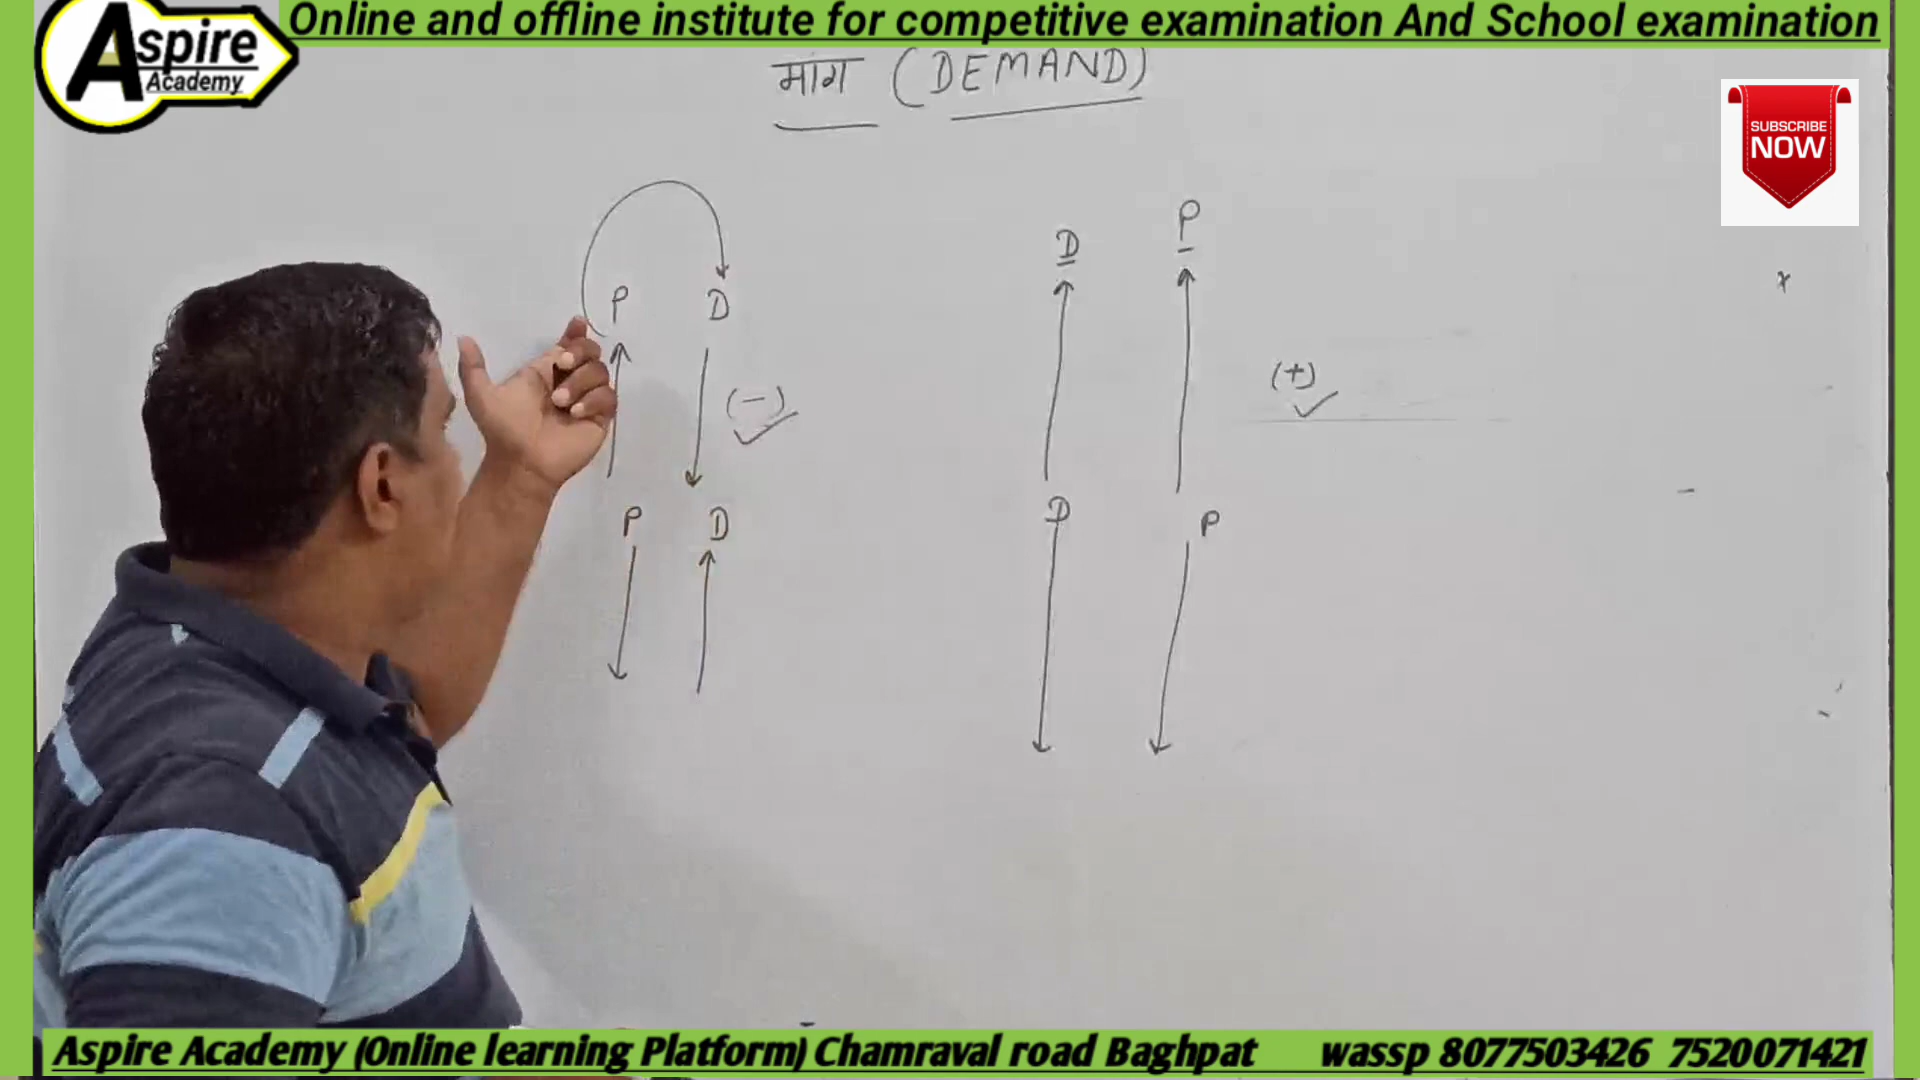 Online and offline institute for competitive examination And School examination
Aspire
Academy
मांग (DEMAND)
SUBSCRIBE
NOW
P D
D P
(-)
(+)
P D
D P
Aspire Academy (Online learning Platform) Chamraval road Baghpat wassp 8077503426 7520071421